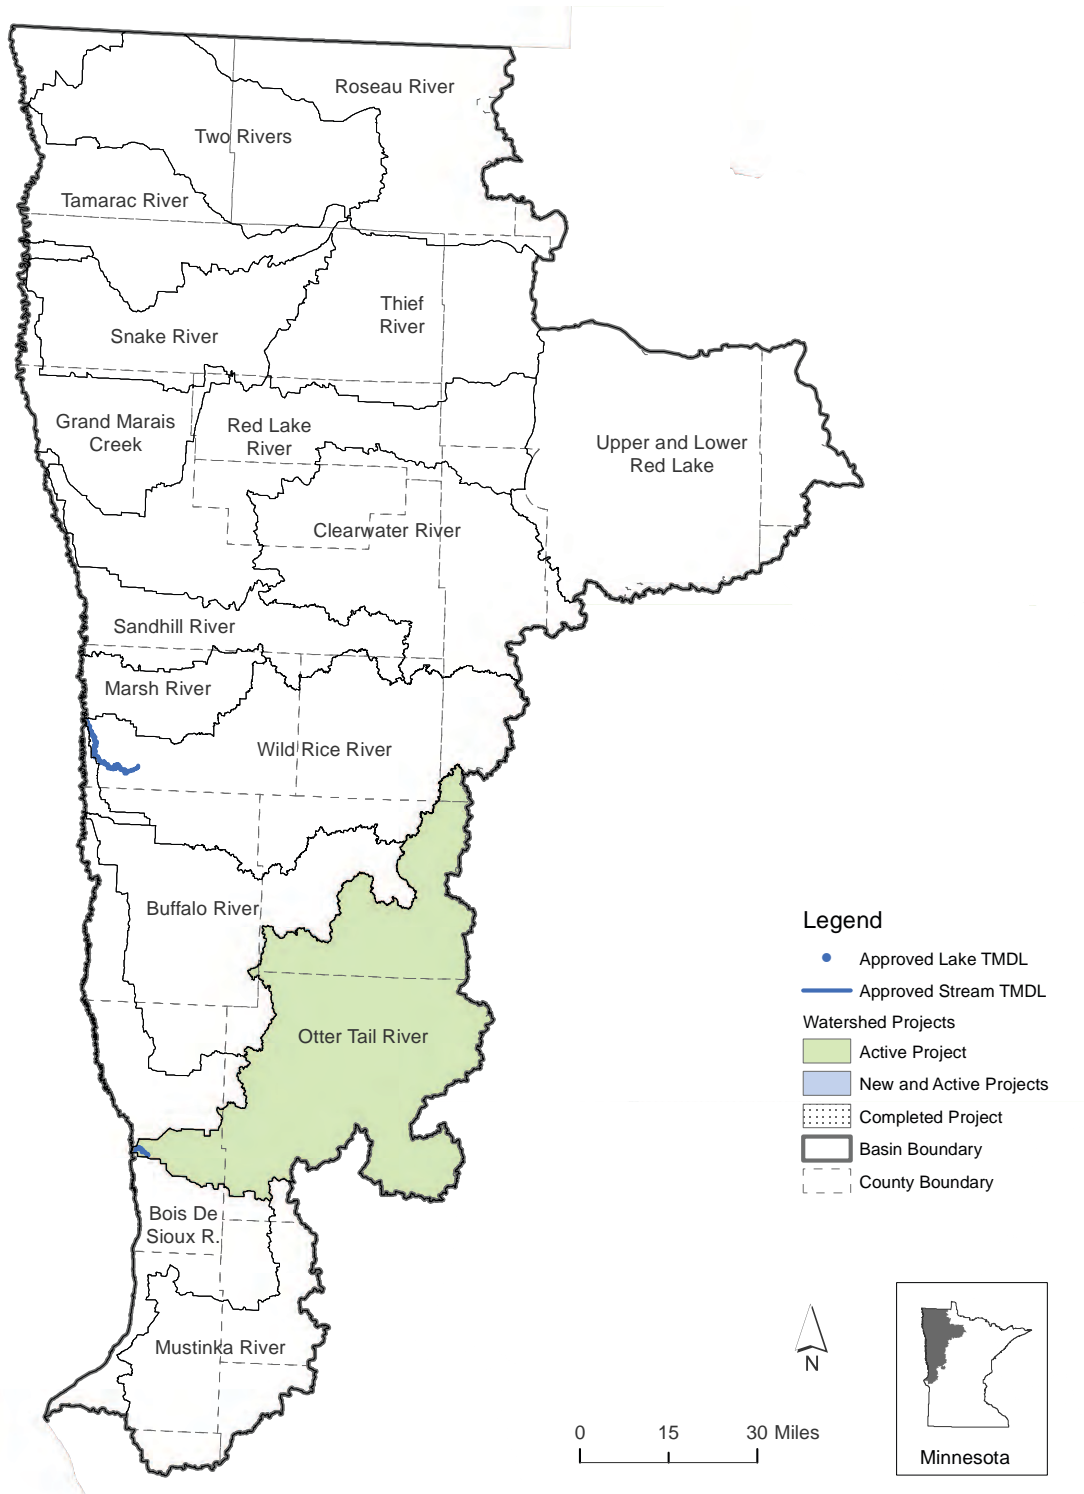 Roseau River
Two Rivers
Tamarac River
Thief
River
Snake River
Grand Marais
Creek
Red Lake
River
Upper and Lower
Red Lake
Clearwater River
Sandhill River
Marsh River
Wild Rice River
Buffalo River
Otter Tail River
Bois De
Sioux R.
Mustinka River
Legend
Approved Lake TMDL
Approved Stream TMDL
Watershed Projects
Active Project
New and Active Projects
Completed Project
Basin Boundary
County Boundary
N
0 15 30 Miles
Minnesota